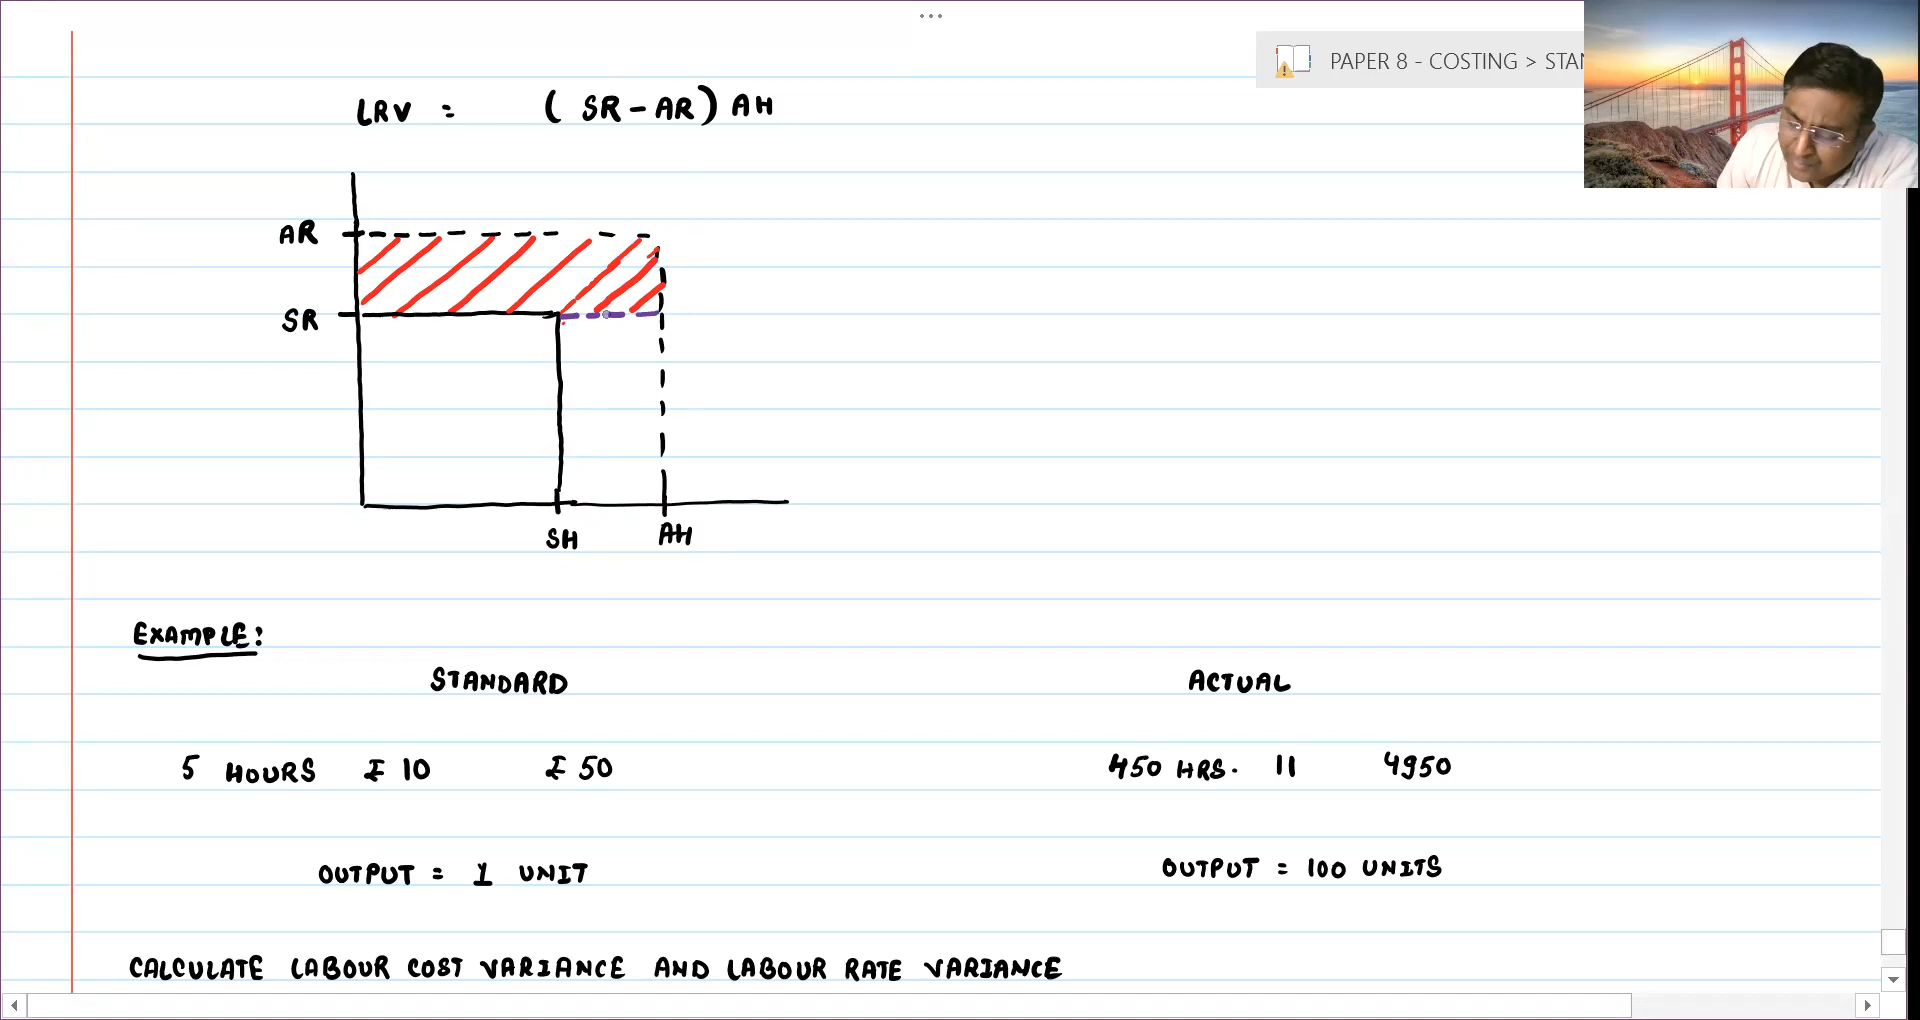 PAPER 8 - COSTING > STAN
LRV = (SR - AR) AH
AR
SR
SH AH
EXAMPLE:
STANDARD ACTUAL
5 HOURS ₹ 10 ₹ 50 450 HRS. 11 4950
OUTPUT = 1 UNIT OUTPUT = 100 UNITS
CALCULATE LABOUR COST VARIANCE AND LABOUR RATE VARIANCE